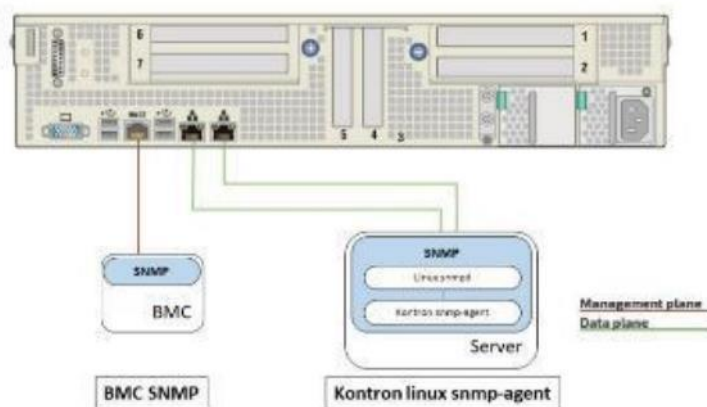 6
7
1
2
5
4
3
SNMP
BMC
SNMP
Linux snmpd
Kontron snmp-agent
Server
Management plane
Data plane
BMC SNMP
Kontron linux snmp-agent